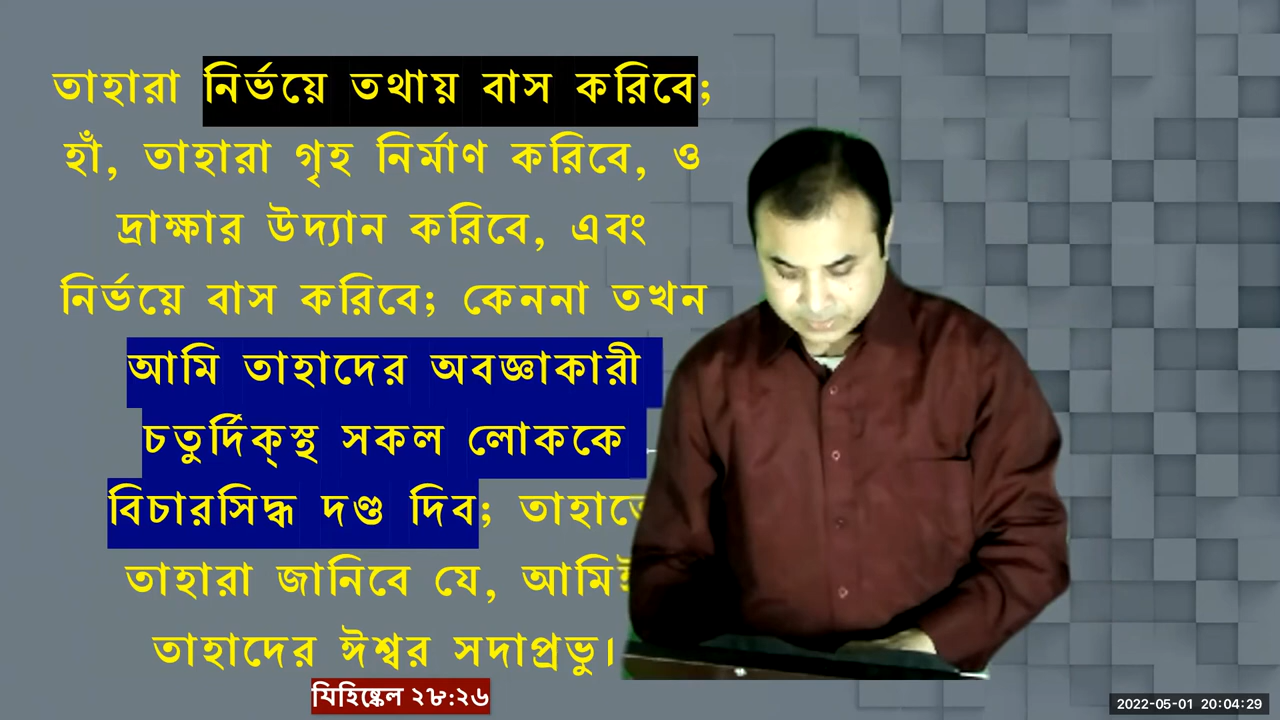 তাহারা নির্ভয়ে তথায় বাস করিবে;
হাঁ, তাহারা গৃহ নির্মাণ করিবে, ও
দ্রাক্ষার উদ্যান করিবে, এবং
নির্ভয়ে বাস করিবে; কেননা তখন
আমি তাহাদের অবজ্ঞাকারী
চতুর্দিক্‌স্থ সকল লোককে
বিচারসিদ্ধ দণ্ড দিব; তাহাতে
তাহারা জানিবে যে, আমিই
তাহাদের ঈশ্বর সদাপ্রভু।
যিহিষ্কেল ২৮:২৬
2022-05-01 20:04:29